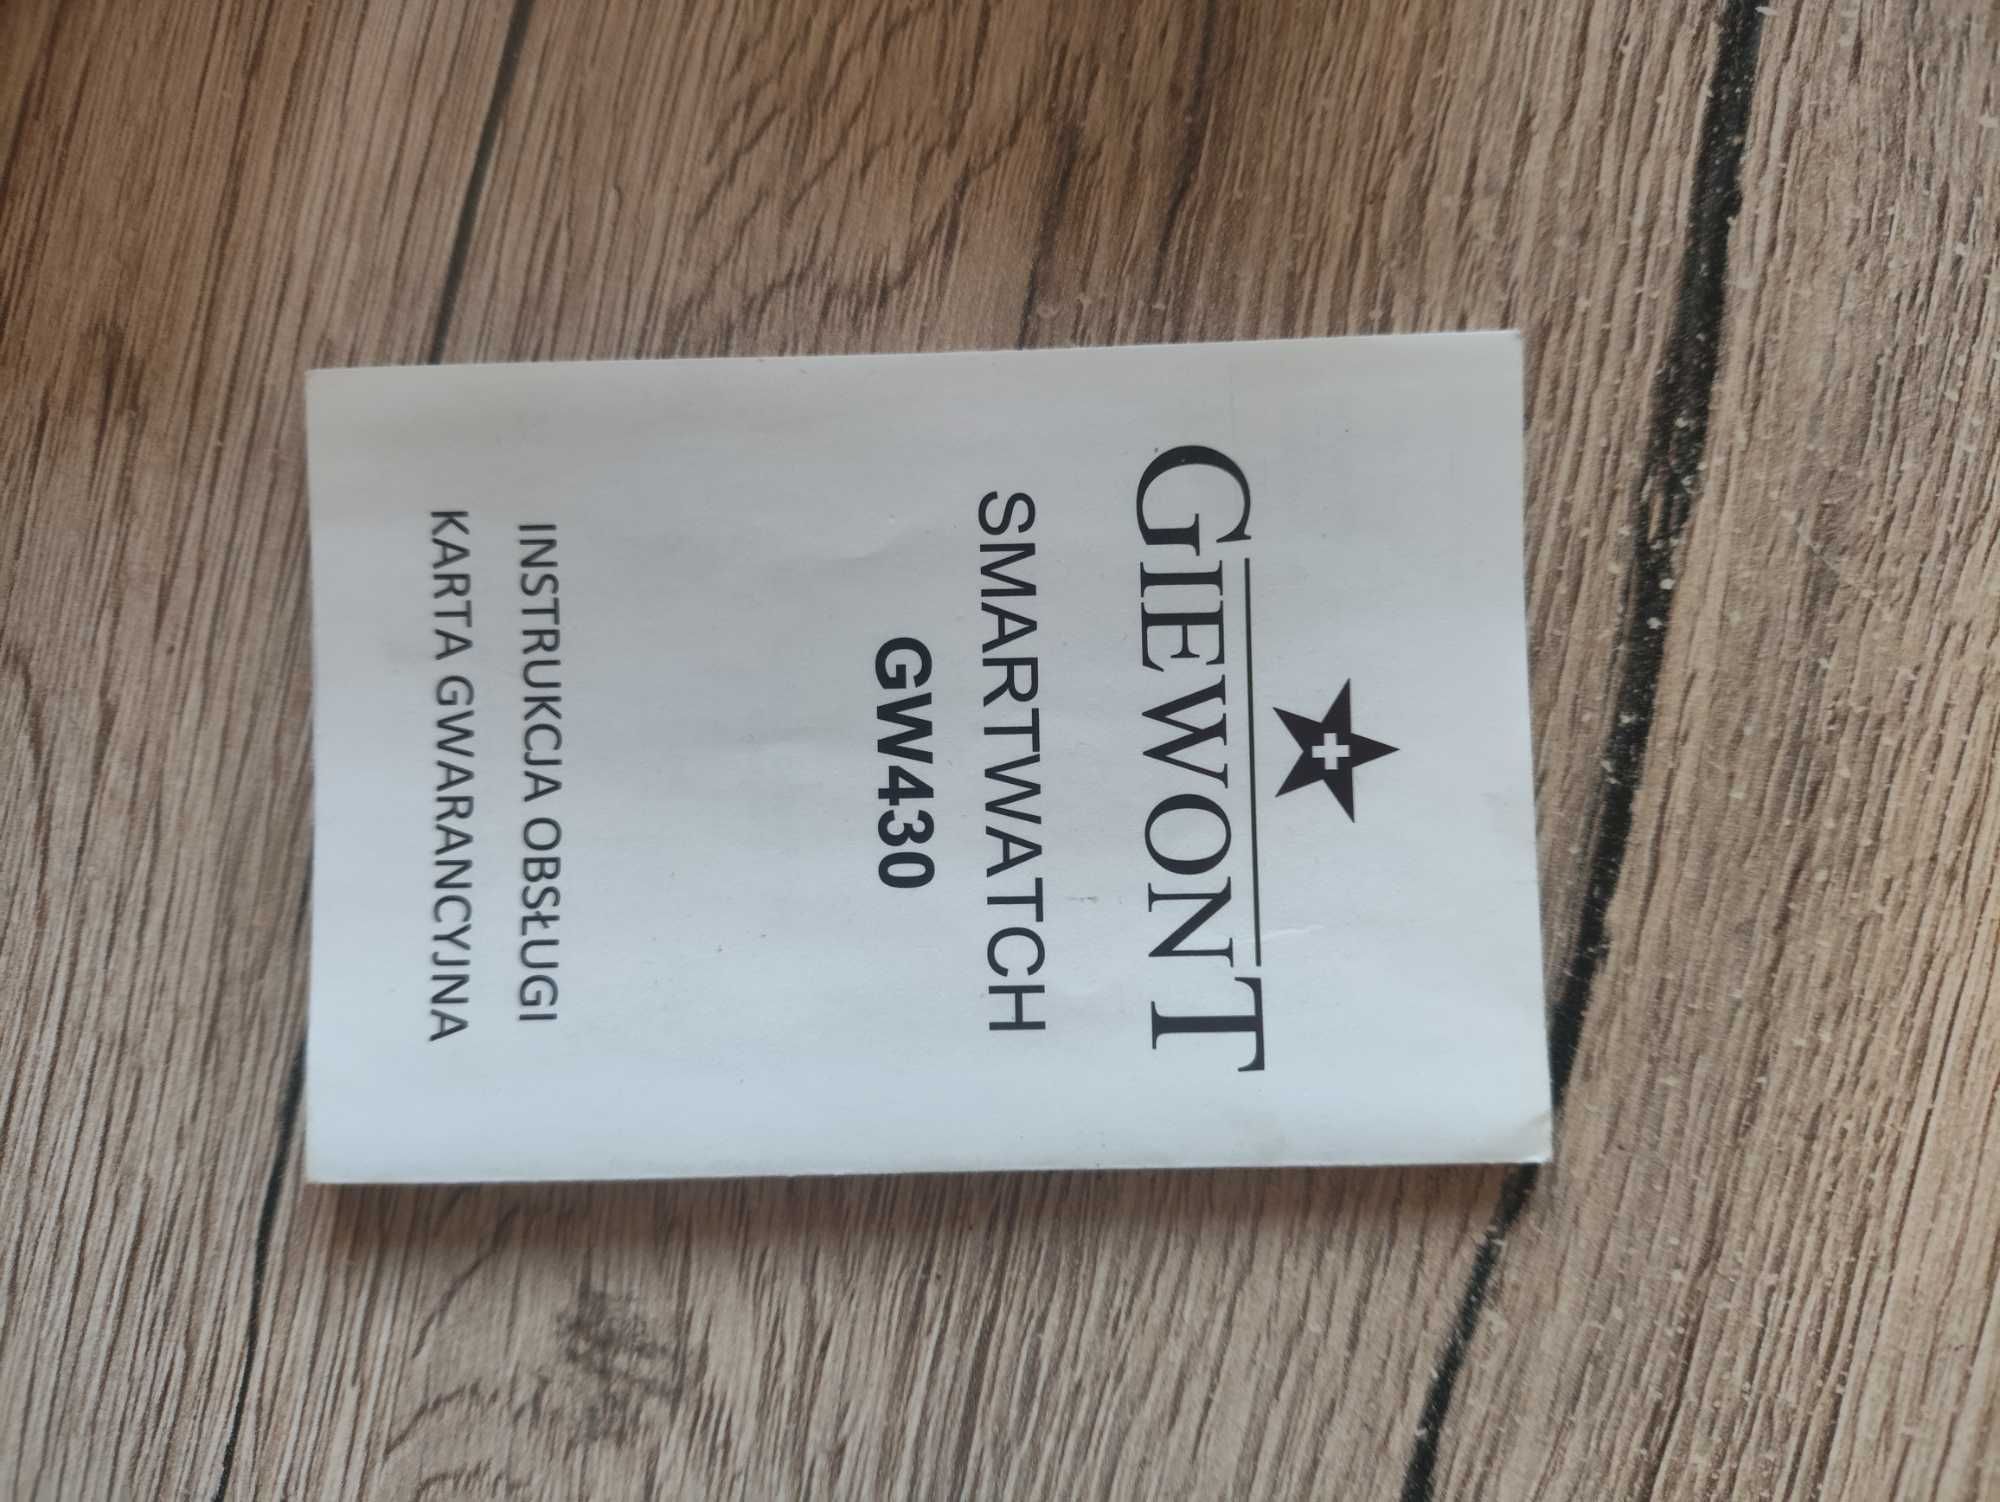 GIEWONT
SMARTWATCH
GW430
INSTRUKCJA OBSŁUGI
KARTA GWARANCYJNA